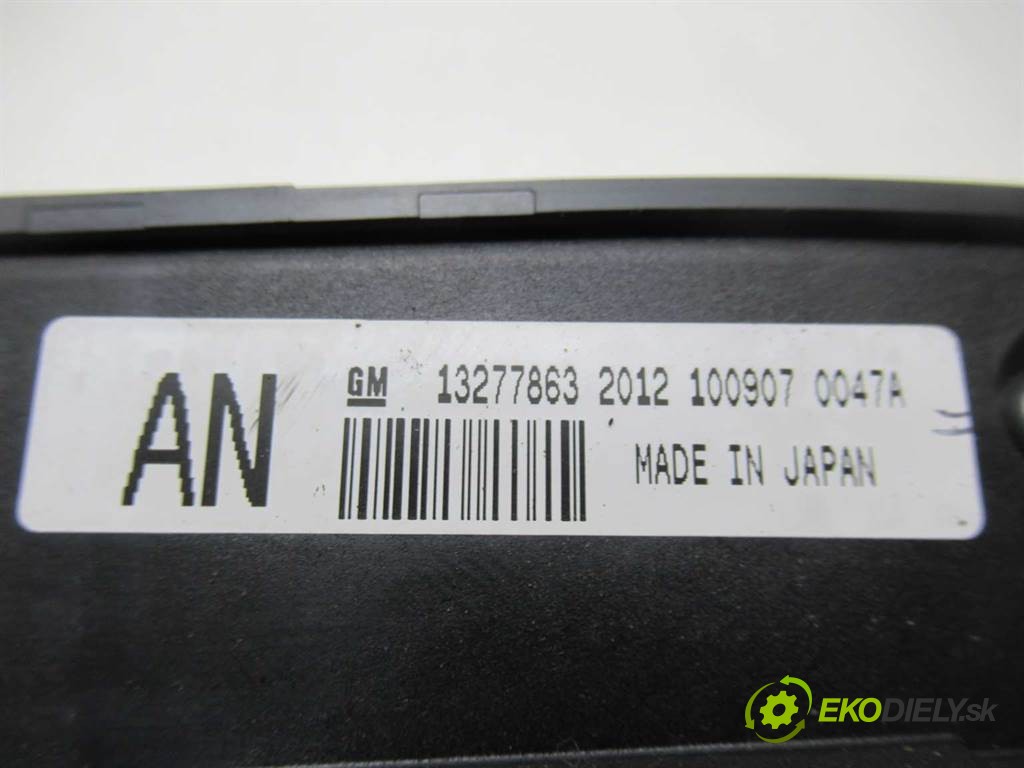 AN
GM 13277863 2012 100907 0047A
MADE IN JAPAN
EKODIELY.sk